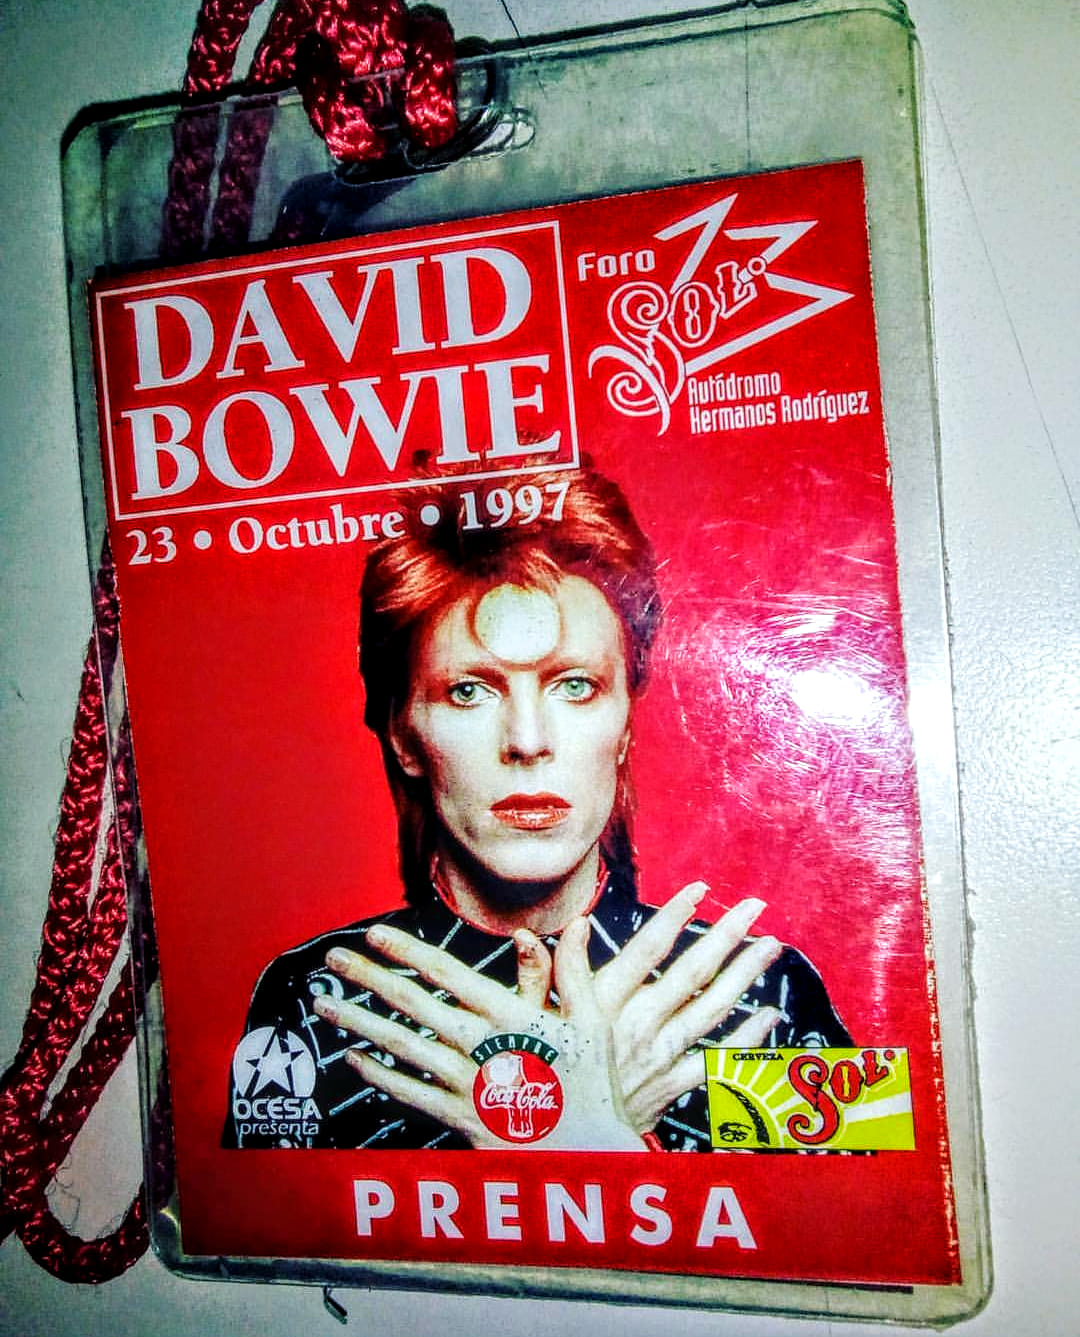 DAVID
BOWIE
23 • Octubre • 1997
Foro
Sol
Autódromo
Hermanos Rodríguez
OCESA
presenta
SIEMPRE
Coca-Cola
CERVEZA
Sol
PRENSA